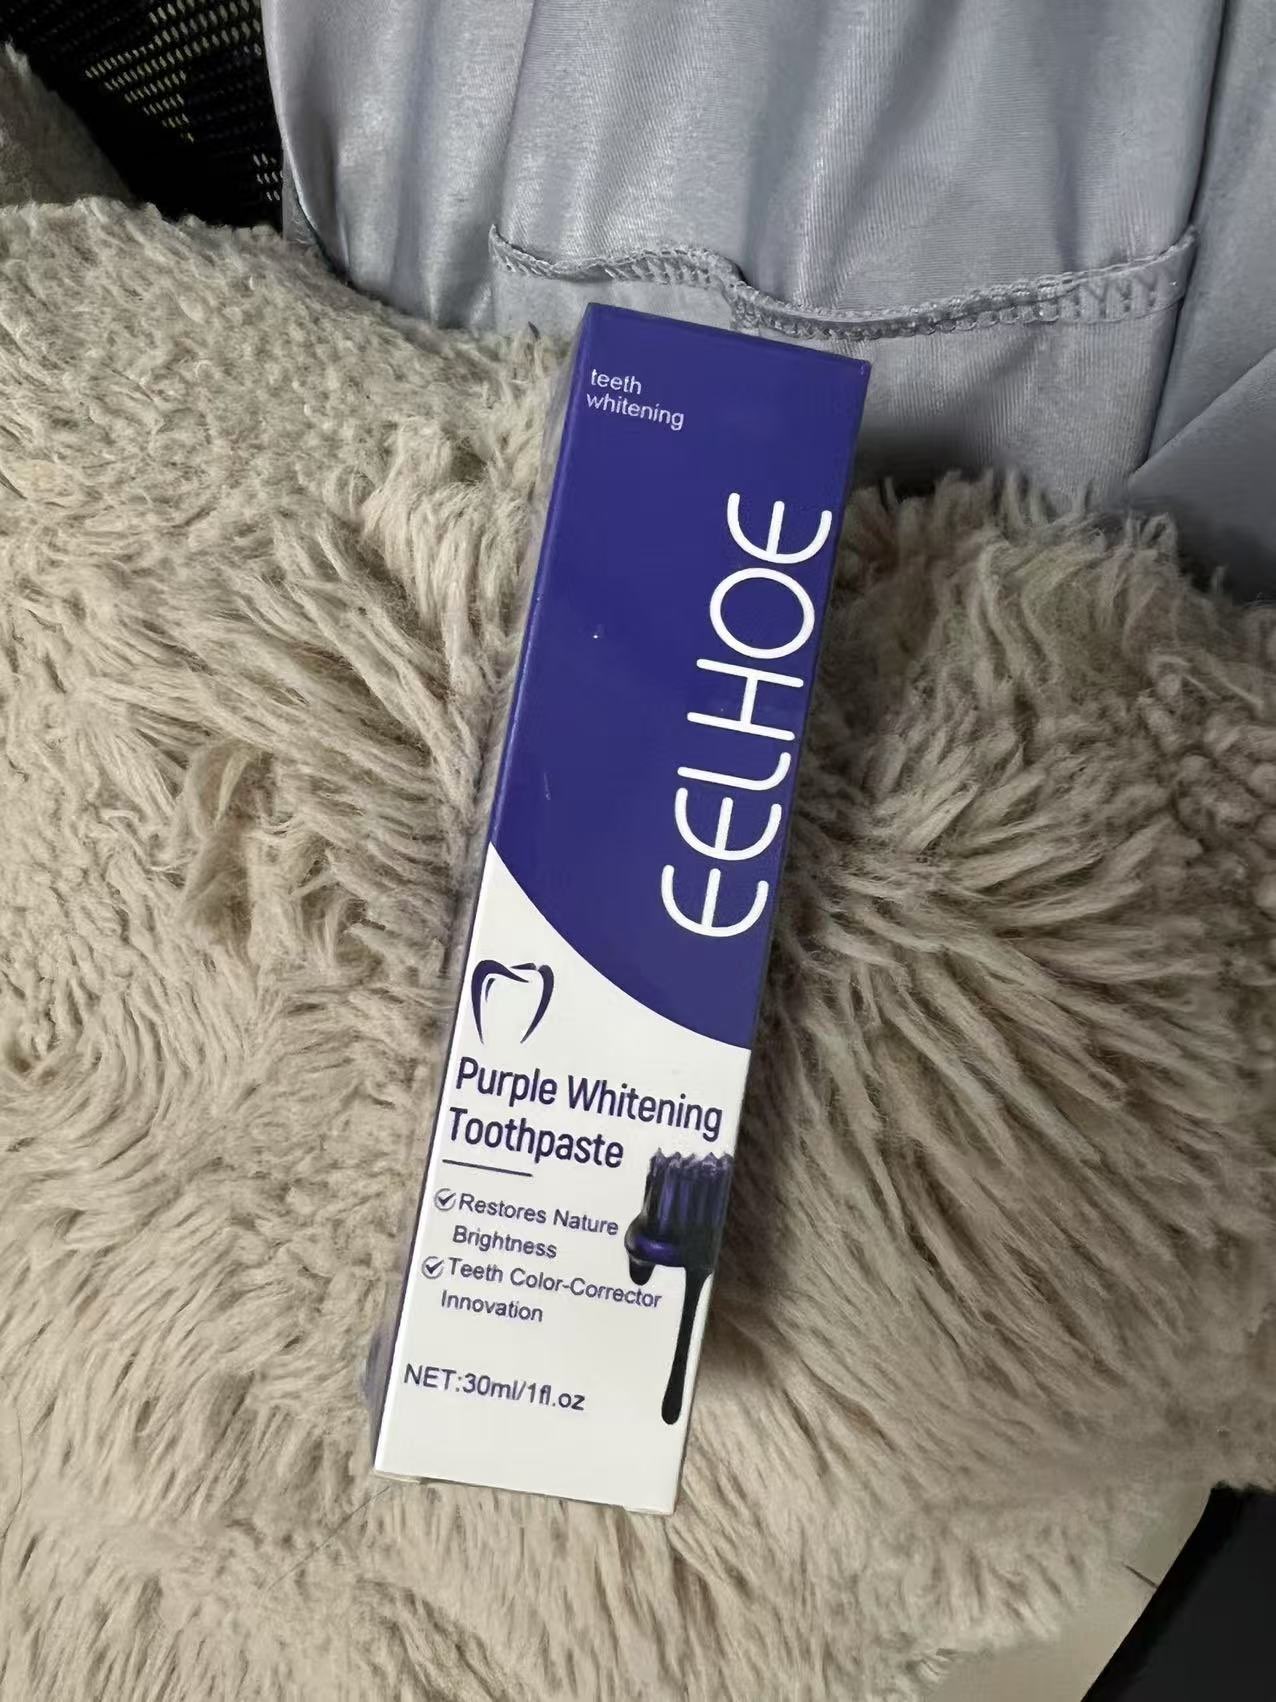 teeth
whitening
EELHOE
Purple Whitening
Toothpaste
Restores Nature
Brightness
Teeth Color-Corrector
Innovation
NET:30ml/1fl.oz